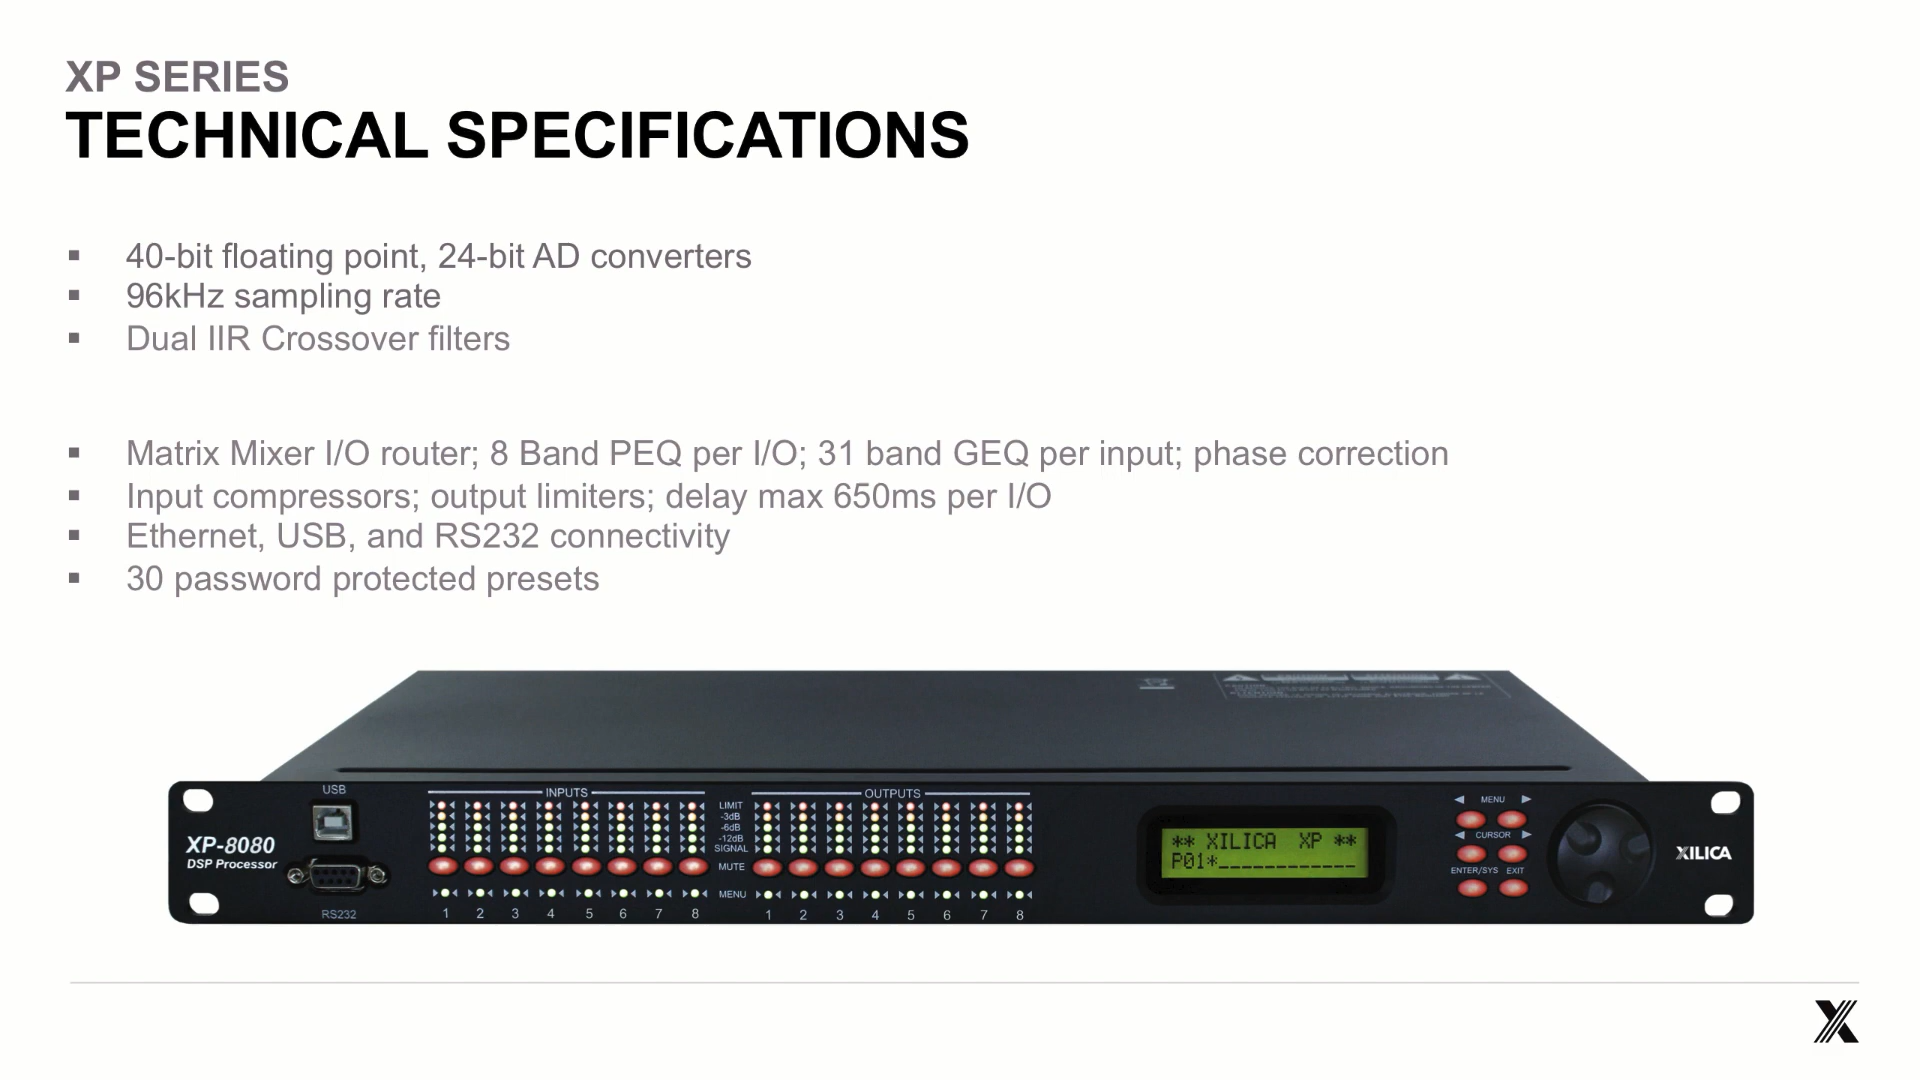 XP SERIES
TECHNICAL SPECIFICATIONS
▪ 40-bit floating point, 24-bit AD converters
▪ 96kHz sampling rate
▪ Dual IIR Crossover filters
▪ Matrix Mixer I/O router; 8 Band PEQ per I/O; 31 band GEQ per input; phase correction
▪ Input compressors; output limiters; delay max 650ms per I/O
▪ Ethernet, USB, and RS232 connectivity
▪ 30 password protected presets
USB
XP-8080
DSP Processor
RS232
INPUTS
1 2 3 4 5 6 7 8
LIMIT
-3dB
-6dB
-12dB
SIGNAL
MUTE
MENU
OUTPUTS
1 2 3 4 5 6 7 8
** XILICA XP **
P01*____________
MENU
CURSOR
ENTER/SYS EXIT
XILICA